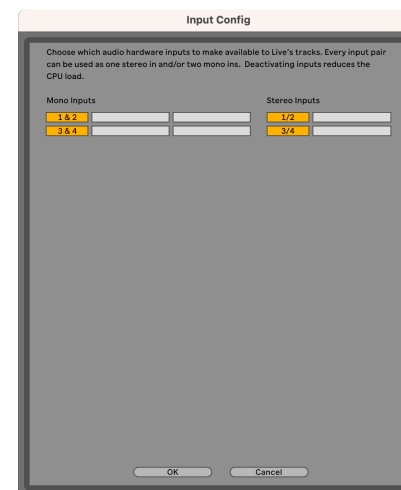 Input Config
Choose which audio hardware inputs to make available to Live's tracks. Every input pair
can be used as one stereo in and/or two mono ins. Deactivating inputs reduces the
CPU load.
Mono Inputs Stereo Inputs
1 & 2 1/2
3 & 4 3/4
OK Cancel